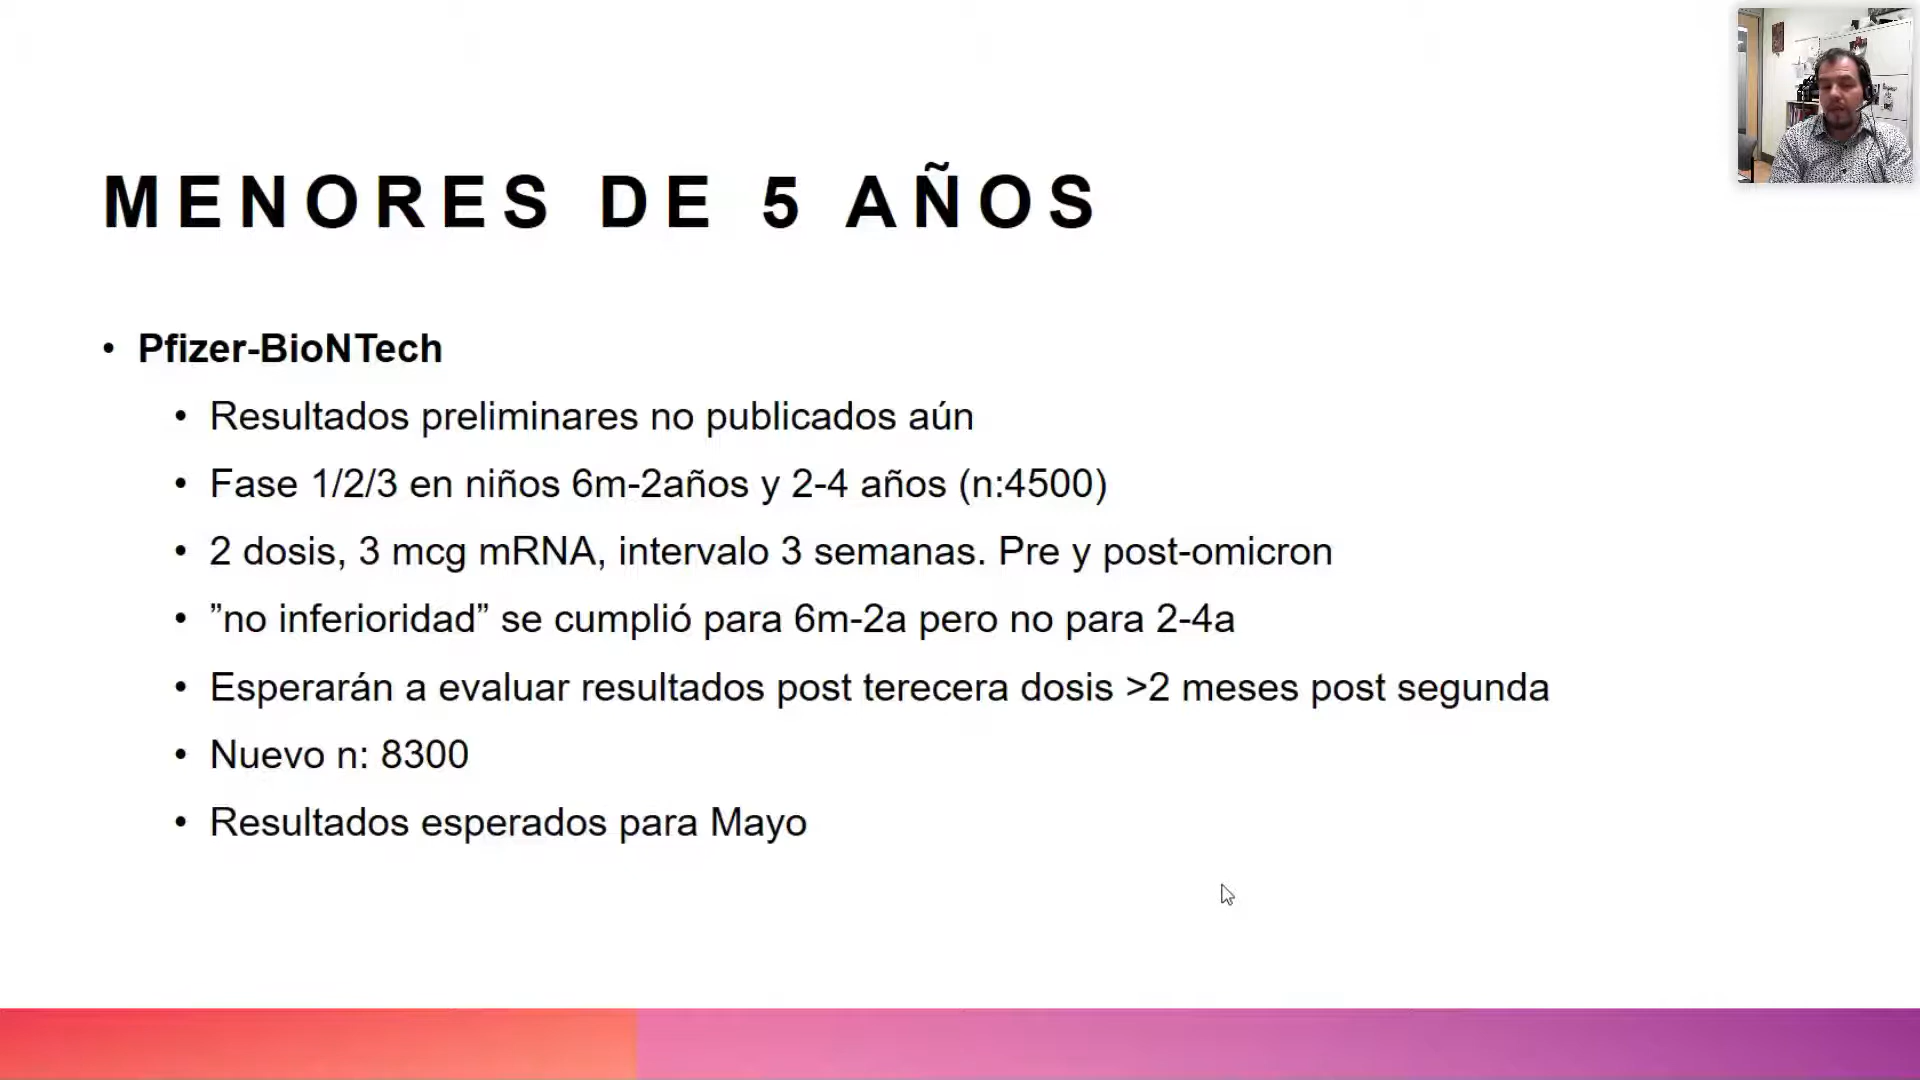 MENORES DE 5 AÑOS
• Pfizer-BioNTech
• Resultados preliminares no publicados aún
• Fase 1/2/3 en niños 6m-2años y 2-4 años (n:4500)
• 2 dosis, 3 mcg mRNA, intervalo 3 semanas. Pre y post-omicron
• ”no inferioridad” se cumplió para 6m-2a pero no para 2-4a
• Esperarán a evaluar resultados post terecera dosis >2 meses post segunda
• Nuevo n: 8300
• Resultados esperados para Mayo